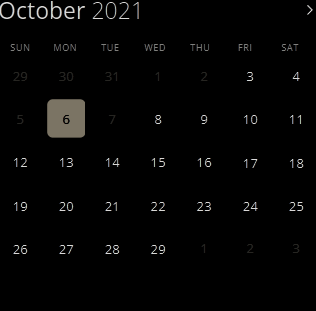 October 2021
SUN MON TUE WED THU FRI SAT
29 30 31 1 2 3 4
5 6 7 8 9 10 11
12 13 14 15 16 17 18
19 20 21 22 23 24 25
26 27 28 29 1 2 3